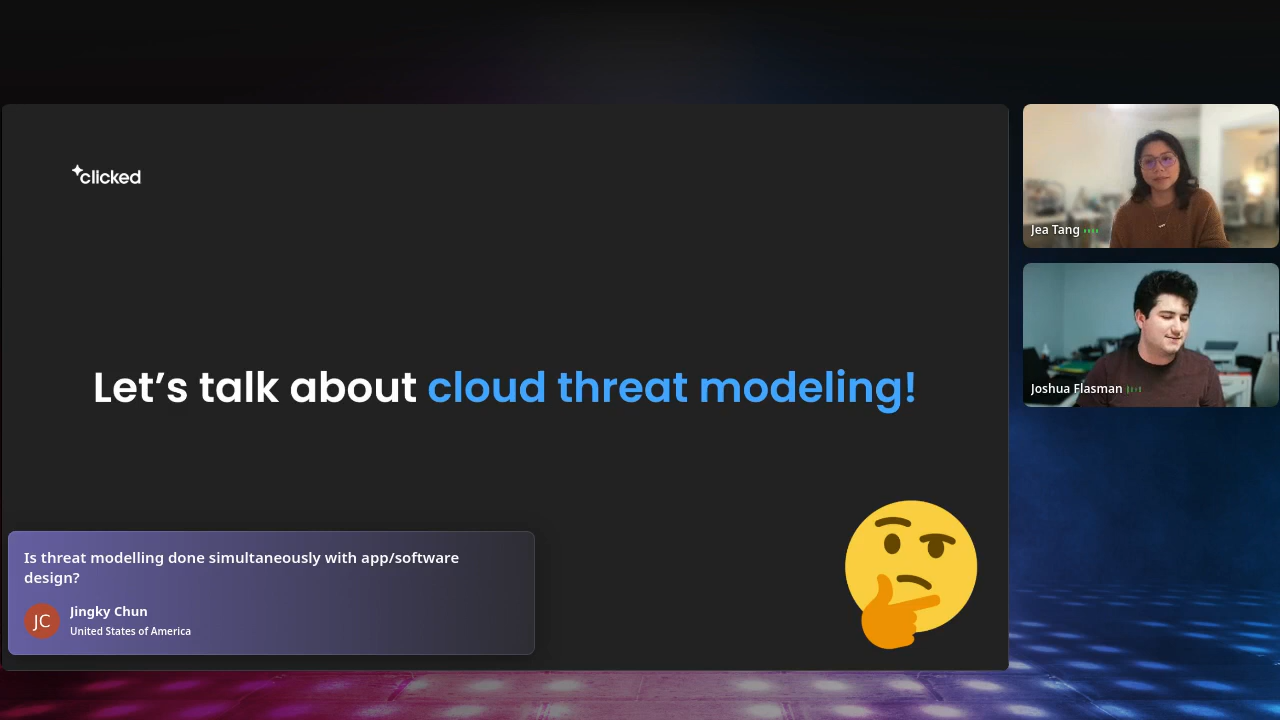 clicked
Let’s talk about cloud threat modeling!
Is threat modelling done simultaneously with app/software
design?
JC
Jingky Chun
United States of America
Jea Tang
Joshua Flasman